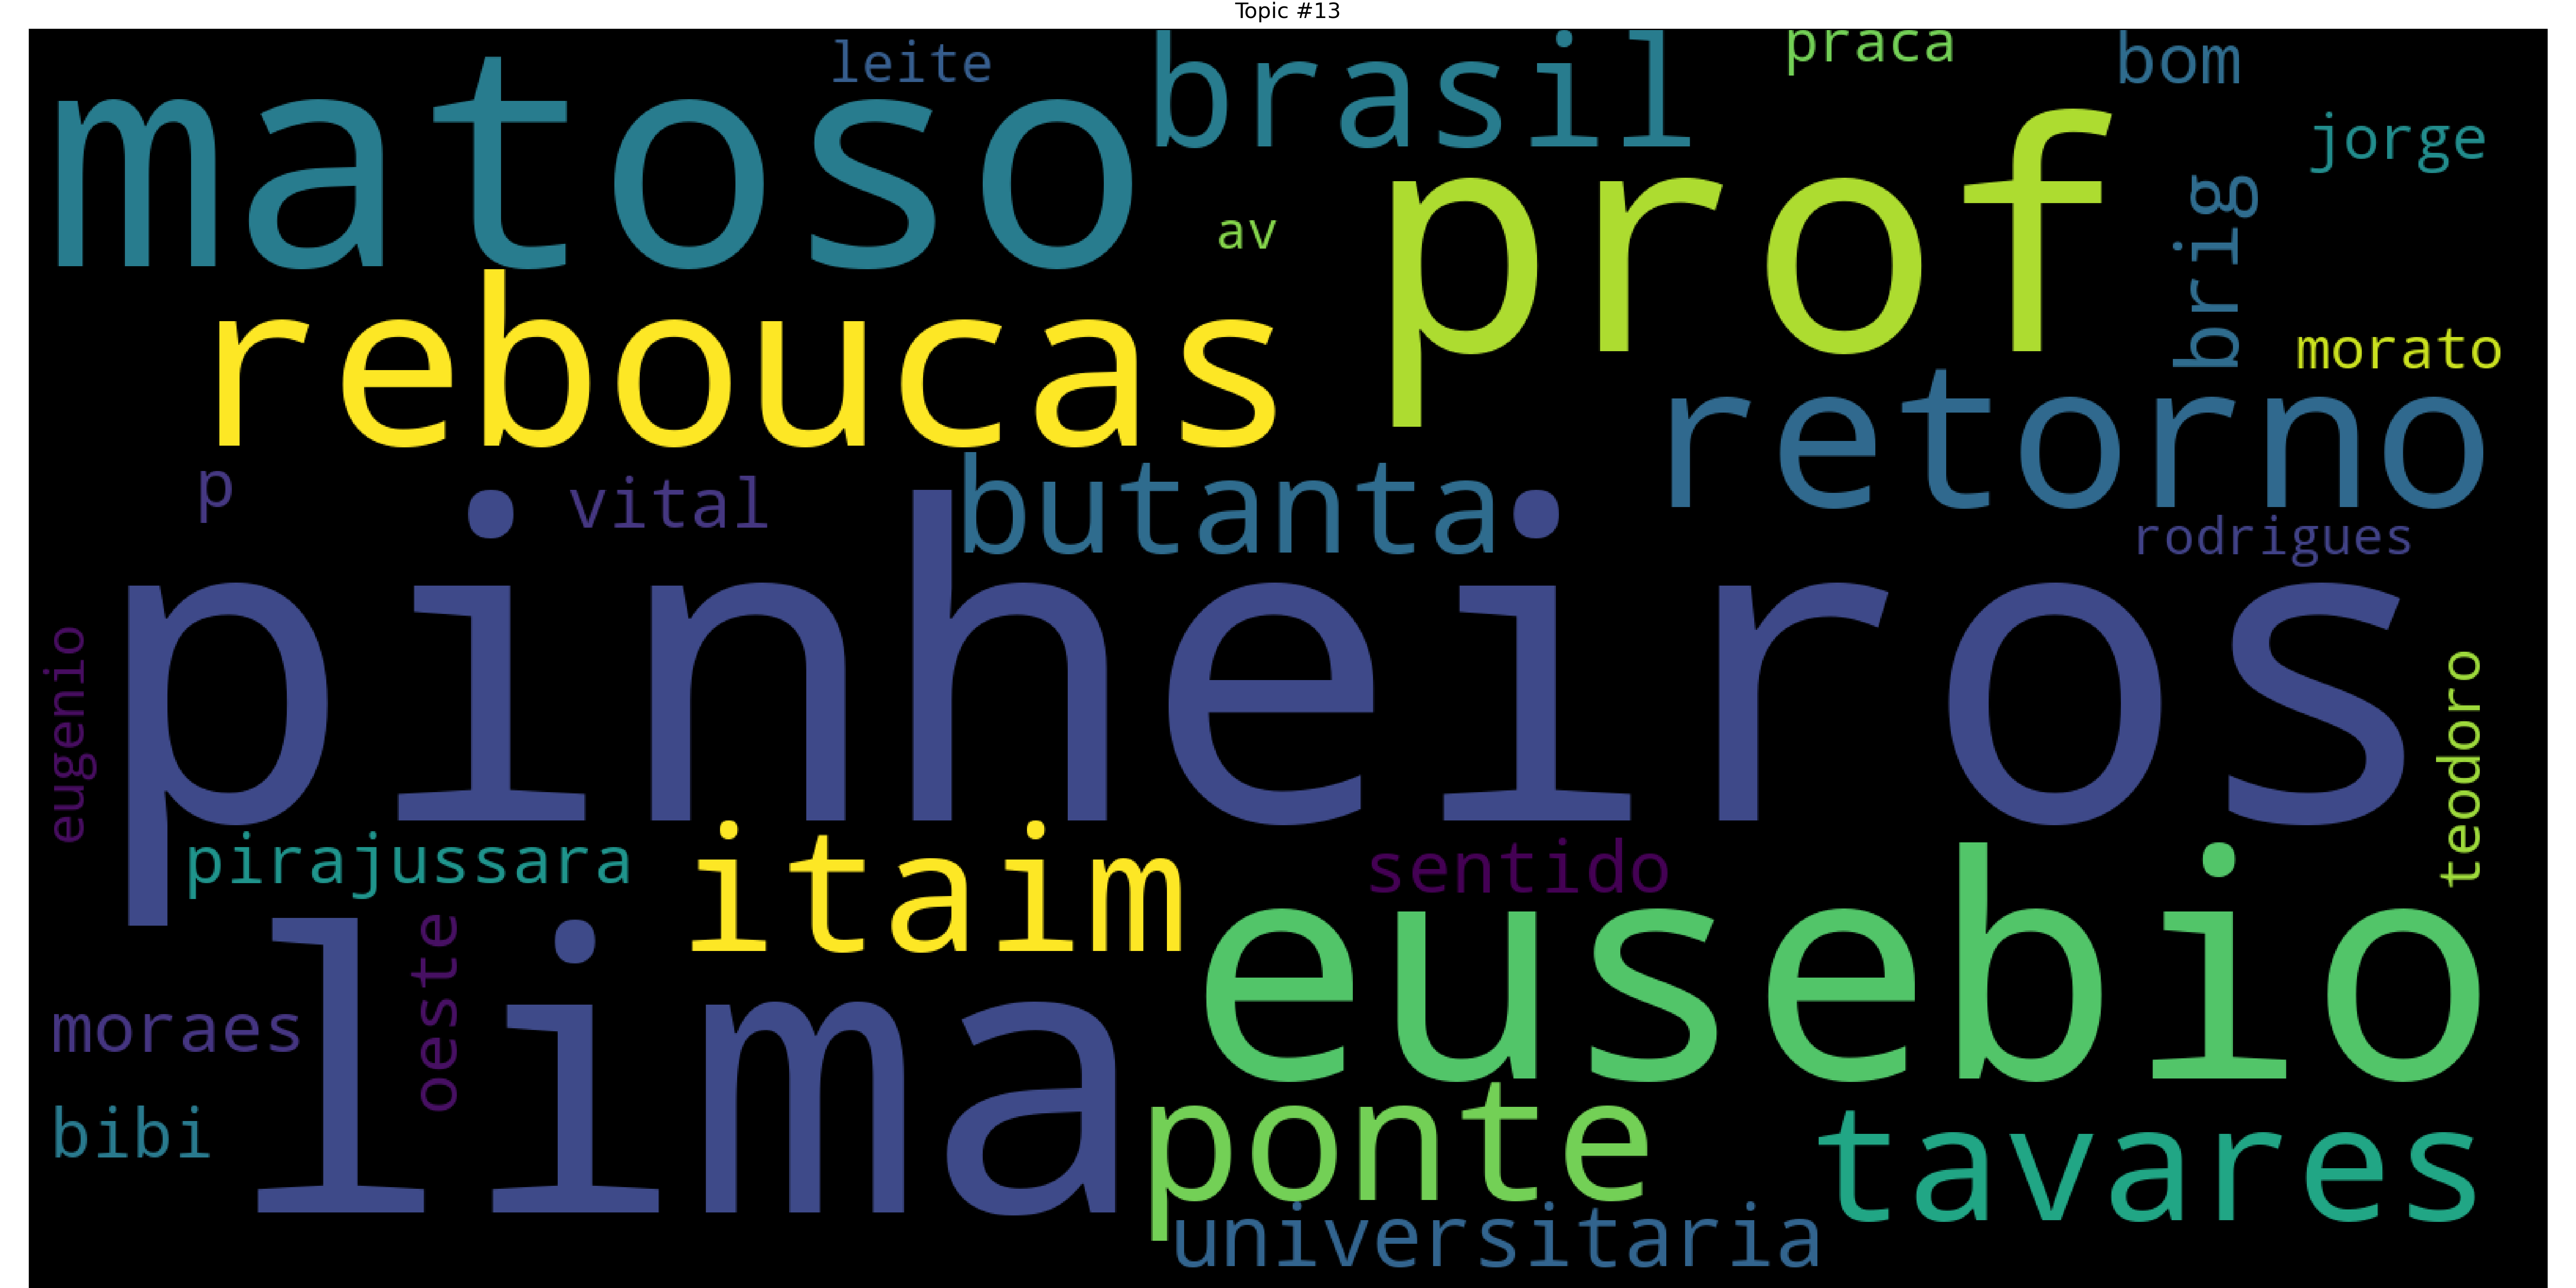 Topic #13
leite
brasil
praca
bom
matoso
prof
jorge
av
brig
reboucas
morato
retorno
p
vital
butanta
rodrigues
pinheiros
eugenio
teodoro
pirajussara
itaim
sentido
eusebio
oeste
lima
moraes
bibi
ponte
tavares
universitaria